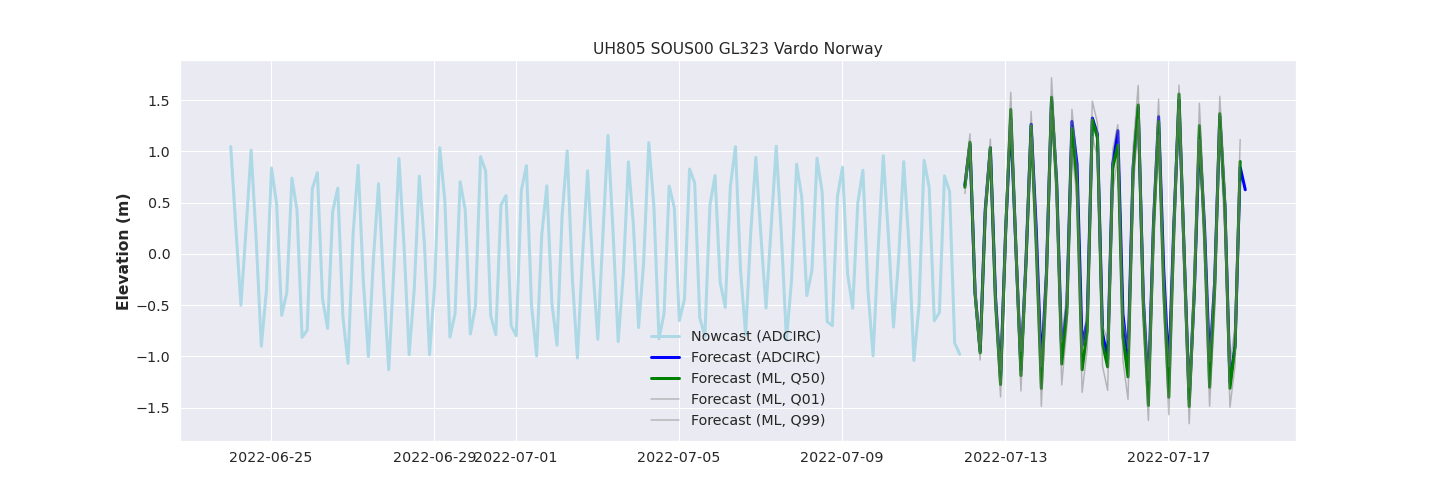 UH805 SOUS00 GL323 Vardo Norway
Elevation (m)
1.5
1.0
0.5
0.0
−0.5
−1.0
−1.5
Nowcast (ADCIRC)
Forecast (ADCIRC)
Forecast (ML, Q50)
Forecast (ML, Q01)
Forecast (ML, Q99)
2022-06-25 2022-06-29 2022-07-01 2022-07-05 2022-07-09 2022-07-13 2022-07-17